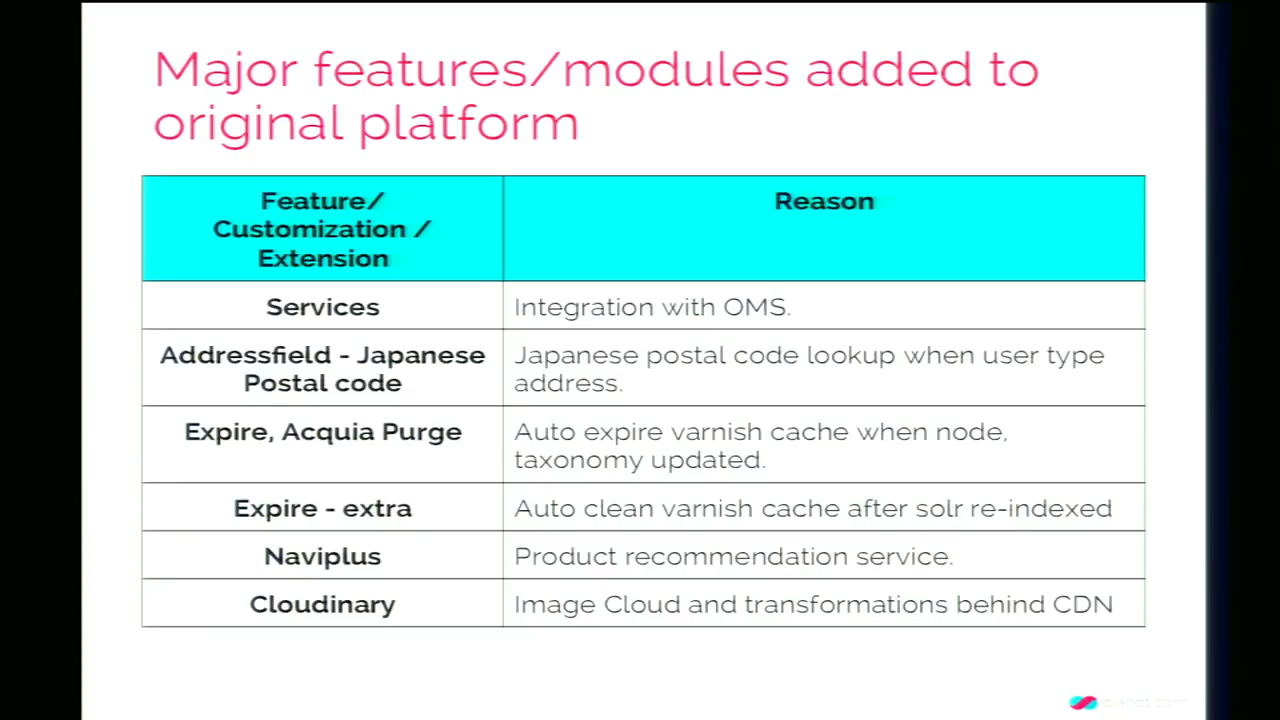 Major features/modules added to
original platform
Feature/
Customization /
Extension
Reason
Services
Integration with OMS.
Addressfield - Japanese
Postal code
Japanese postal code lookup when user type
address.
Expire, Acquia Purge
Auto expire varnish cache when node,
taxonomy updated.
Expire - extra
Auto clean varnish cache after solr re-indexed
Naviplus
Product recommendation service.
Cloudinary
Image Cloud and transformations behind CDN